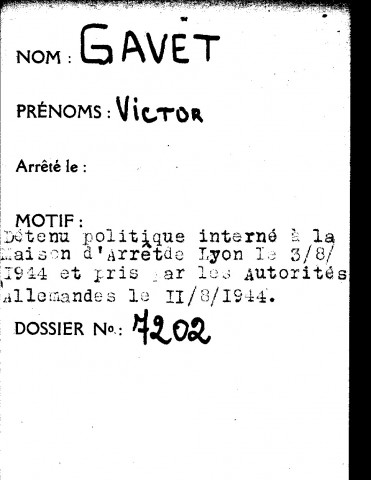 NOM : GAVET
PRÉNOMS : VICTOR
Arrêté le :
MOTIF :
Détenu politique interné à la
Maison d'Arrêtde Lyon le 3/8/
1944 et pris par les Autorités
Allemandes le II/8/1944.
DOSSIER No. : 7202